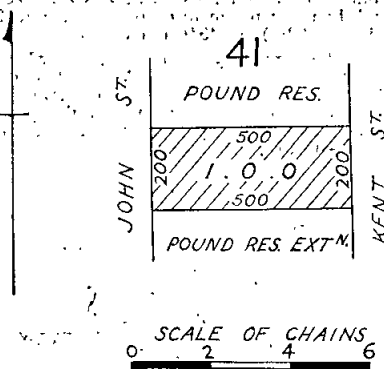 41
POUND RES.
JOHN ST.
KENT ST.
500
200
1.0.0
200
500
POUND RES. EXTN.
SCALE OF CHAINS
0 2 4 6